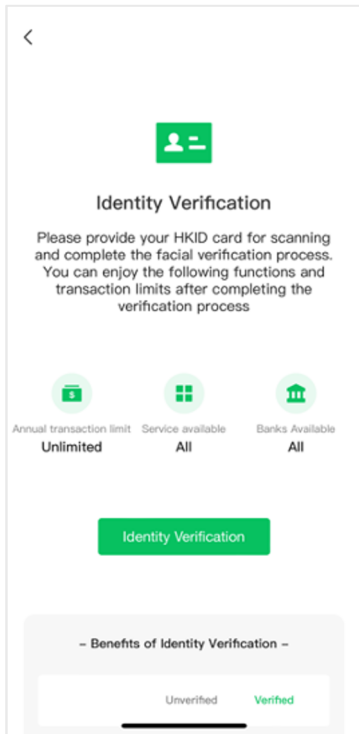 Identity Verification
Please provide your HKID card for scanning
and complete the facial verification process.
You can enjoy the following functions and
transaction limits after completing the
verification process
Annual transaction limit Service available Banks Available
Unlimited All All
Identity Verification
– Benefits of Identity Verification –
Unverified Verified